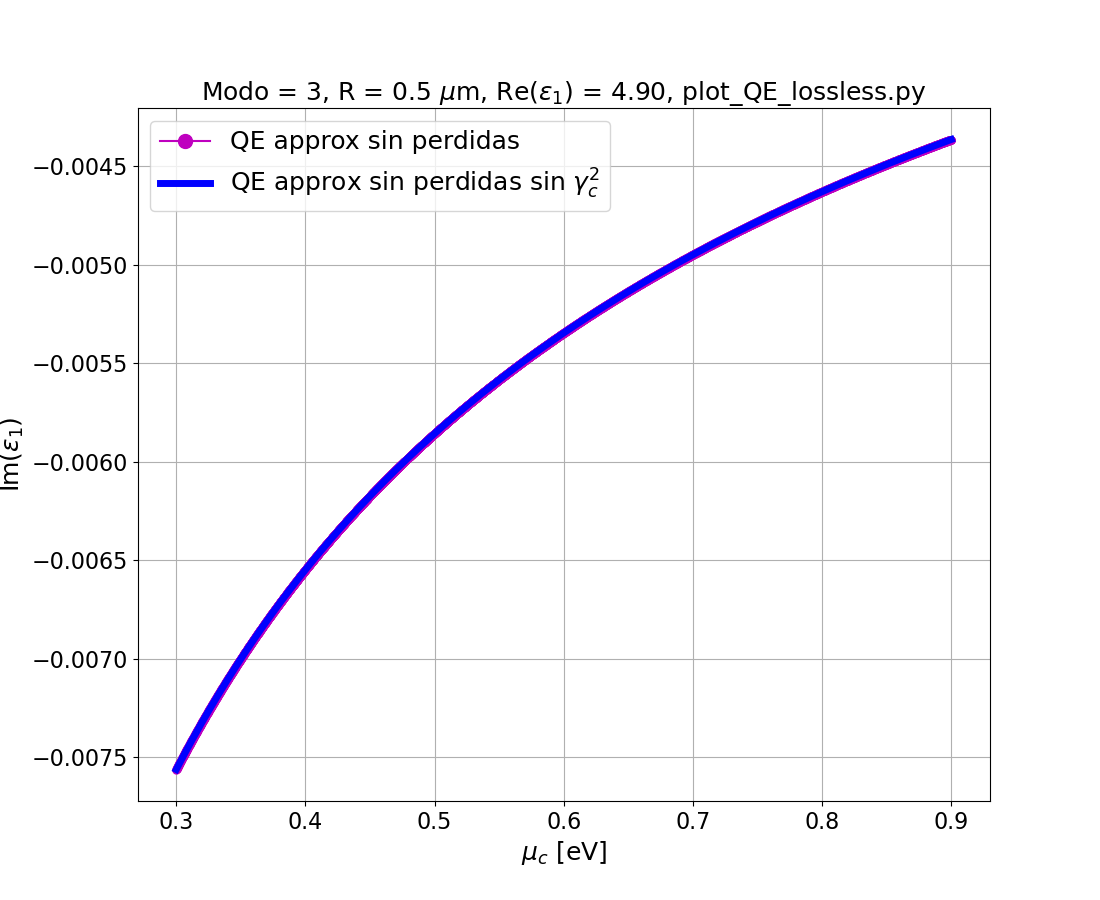 Modo = 3, R = 0.5 μm, Re(ε₁) = 4.90, plot_QE_lossless.py
QE approx sin perdidas
QE approx sin perdidas sin γ_c²
−0.0045
−0.0050
−0.0055
−0.0060
−0.0065
−0.0070
−0.0075
Im(ε₁)
0.3 0.4 0.5 0.6 0.7 0.8 0.9
μ_c [eV]